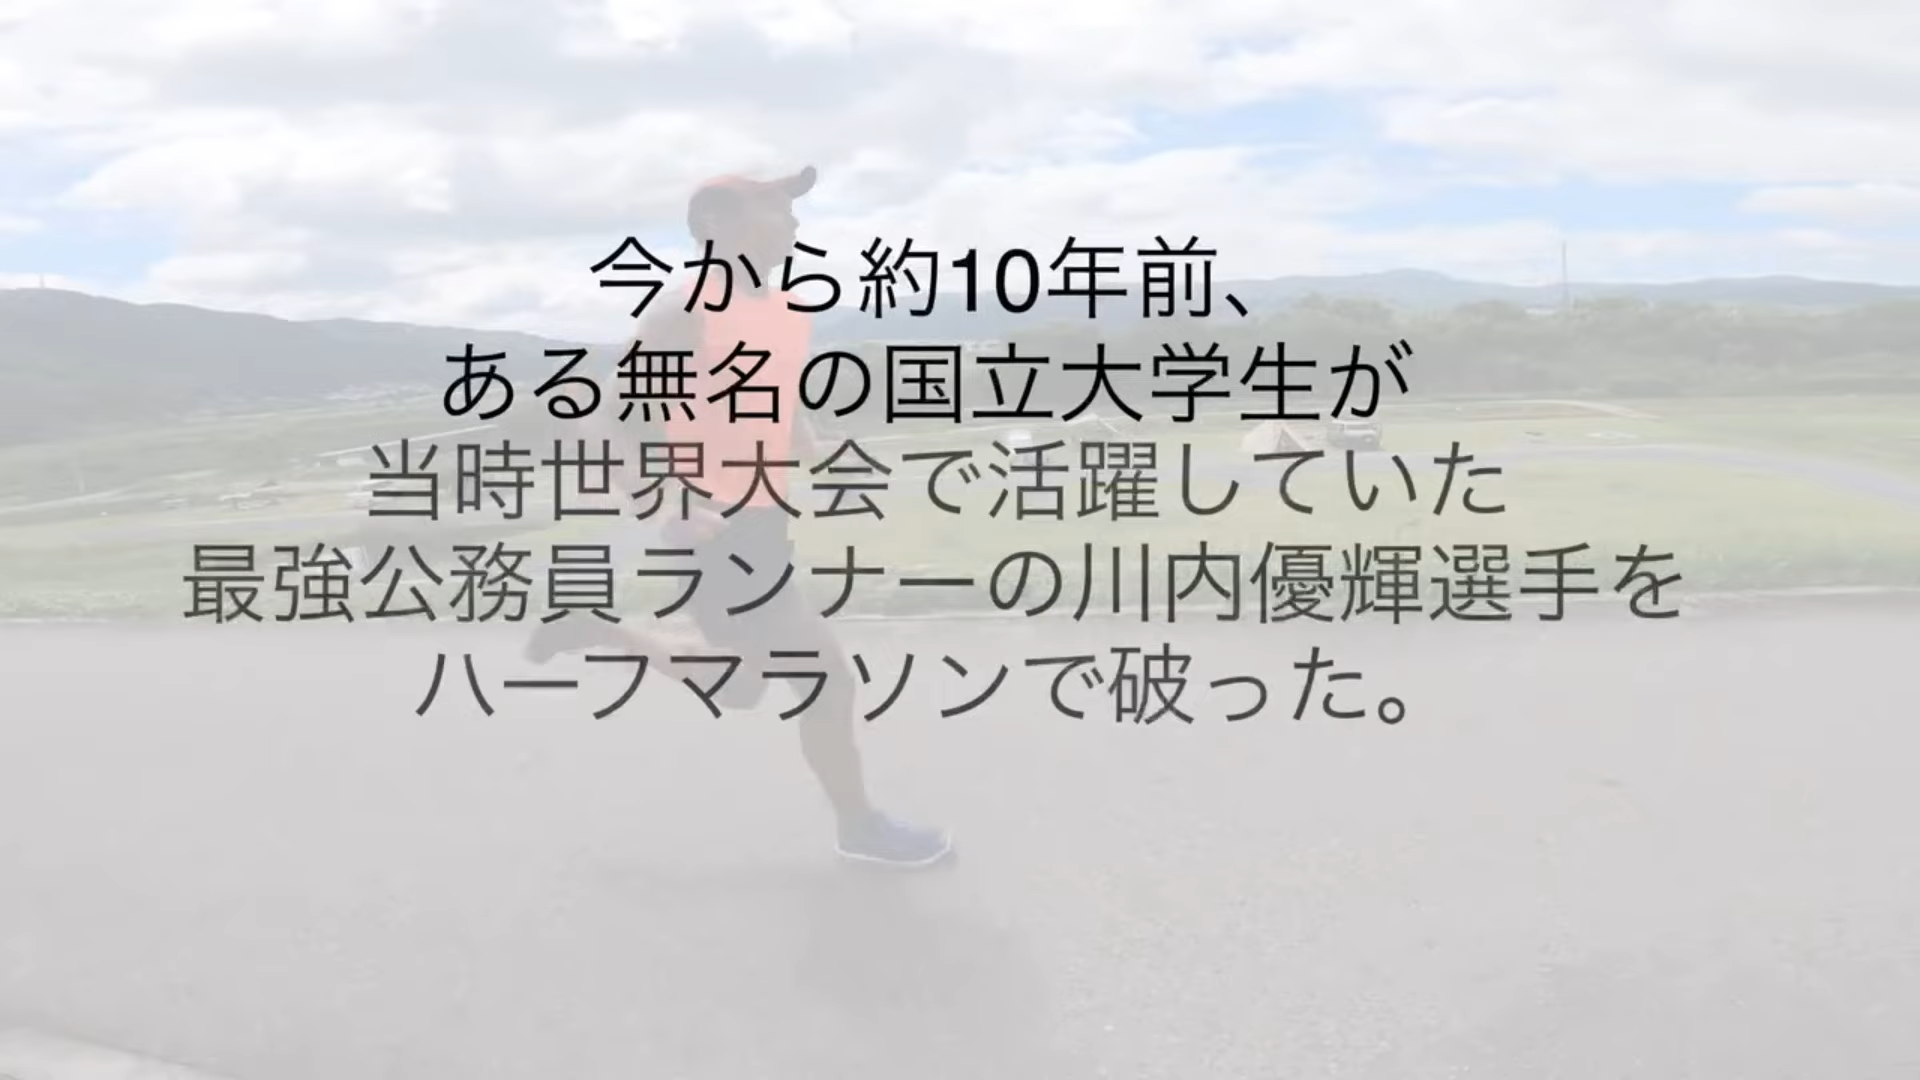 今から約10年前、
ある無名の国立大学生が
当時世界大会で活躍していた
最強公務員ランナーの川内優輝選手を
ハーフマラソンで破った。